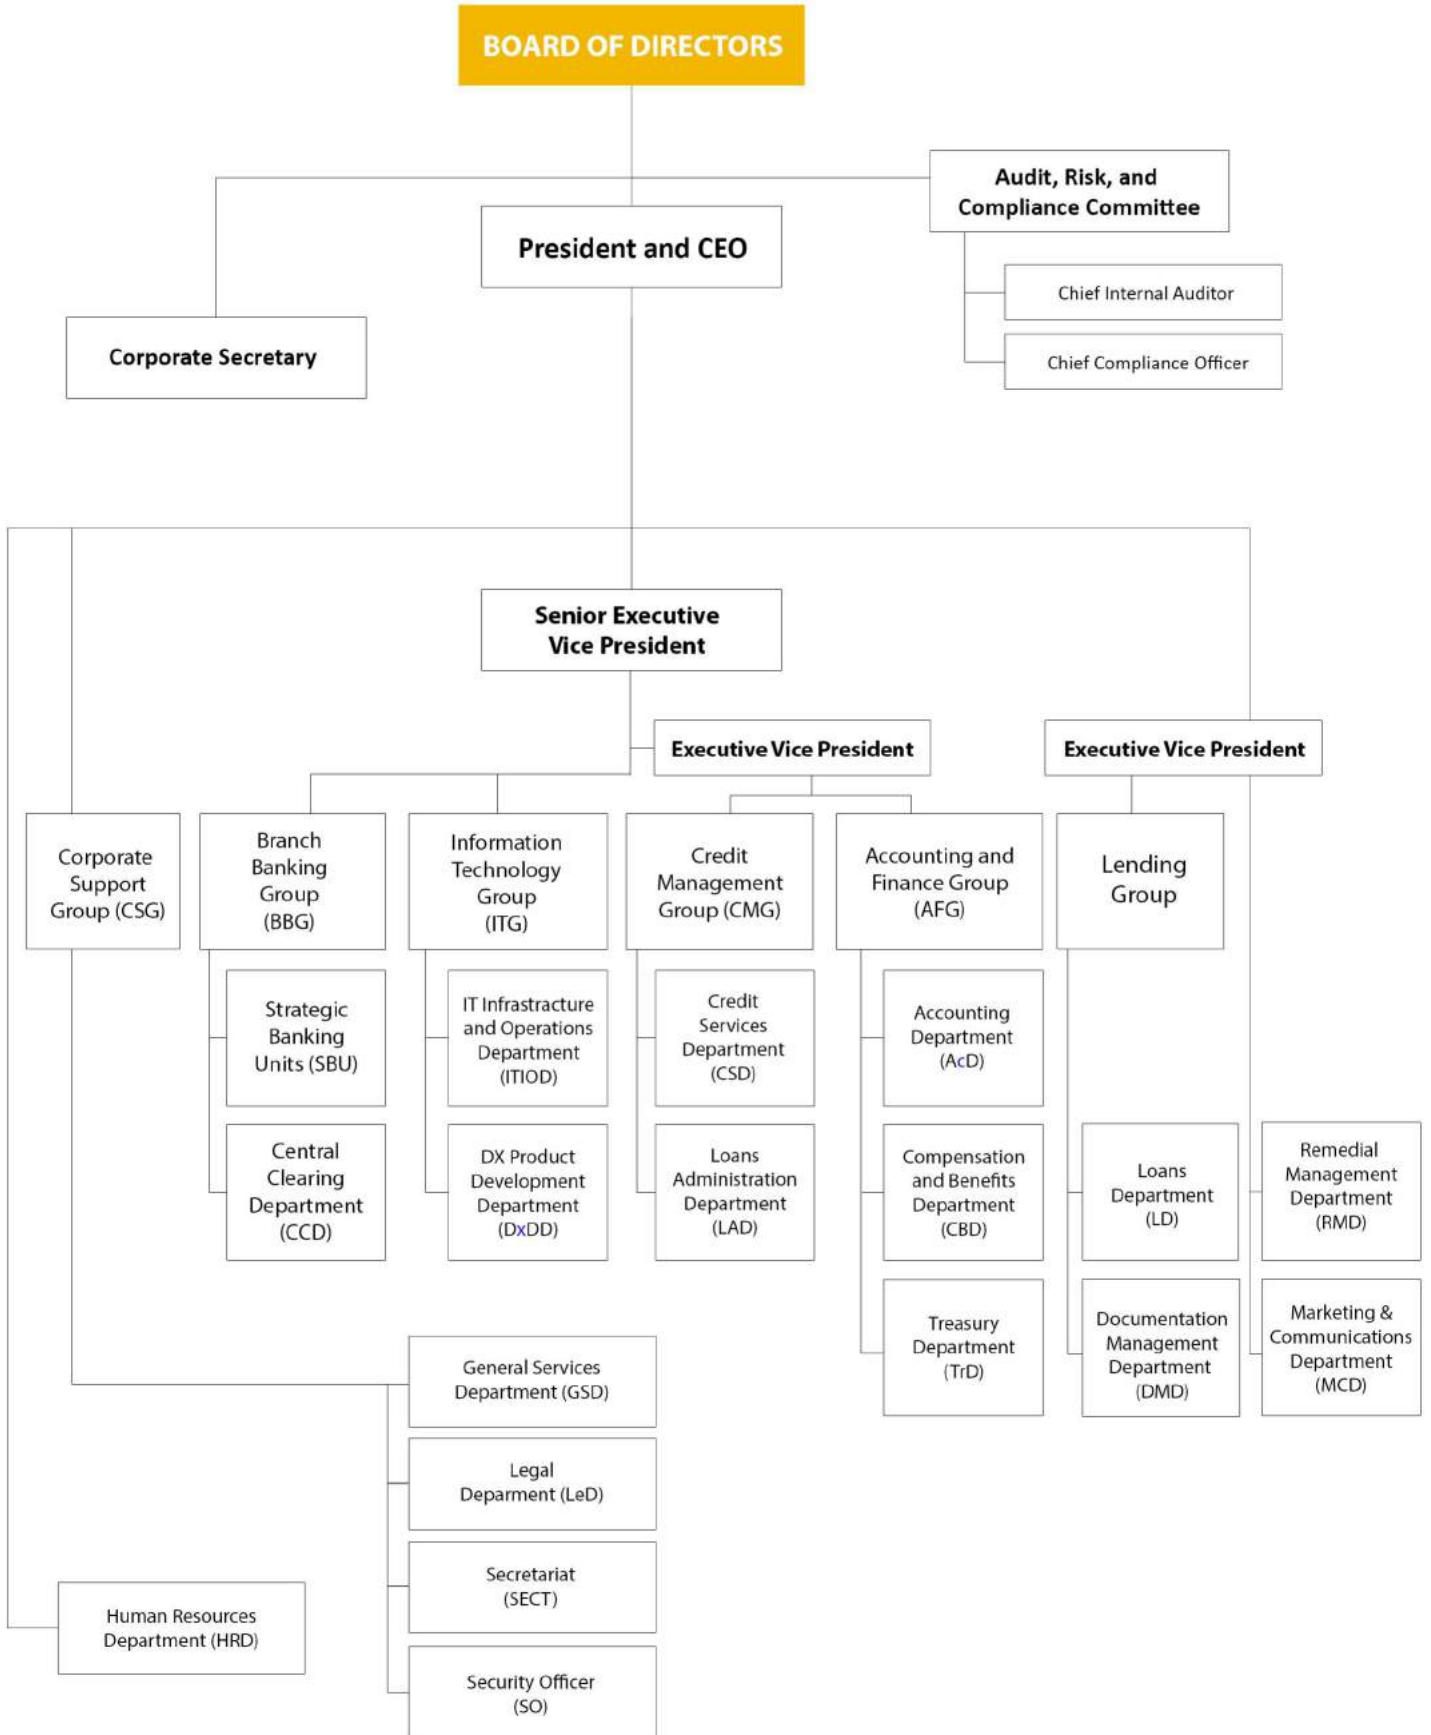 BOARD OF DIRECTORS
Audit, Risk, and
Compliance Committee
President and CEO
Chief Internal Auditor
Corporate Secretary
Chief Compliance Officer
Senior Executive
Vice President
Executive Vice President
Executive Vice President
Corporate
Support
Group (CSG)
Branch
Banking
Group
(BBG)
Information
Technology
Group
(ITG)
Credit
Management
Group (CMG)
Accounting and
Finance Group
(AFG)
Lending
Group
Strategic
Banking
Units (SBU)
IT Infrastracture
and Operations
Department
(ITIOD)
Credit
Services
Department
(CSD)
Accounting
Department
(AcD)
Central
Clearing
Department
(CCD)
DX Product
Development
Department
(DxDD)
Loans
Administration
Department
(LAD)
Compensation
and Benefits
Department
(CBD)
Loans
Department
(LD)
Remedial
Management
Department
(RMD)
Treasury
Department
(TrD)
Documentation
Management
Department
(DMD)
Marketing &
Communications
Department
(MCD)
General Services
Department (GSD)
Legal
Deparment (LeD)
Secretariat
(SECT)
Human Resources
Department (HRD)
Security Officer
(SO)